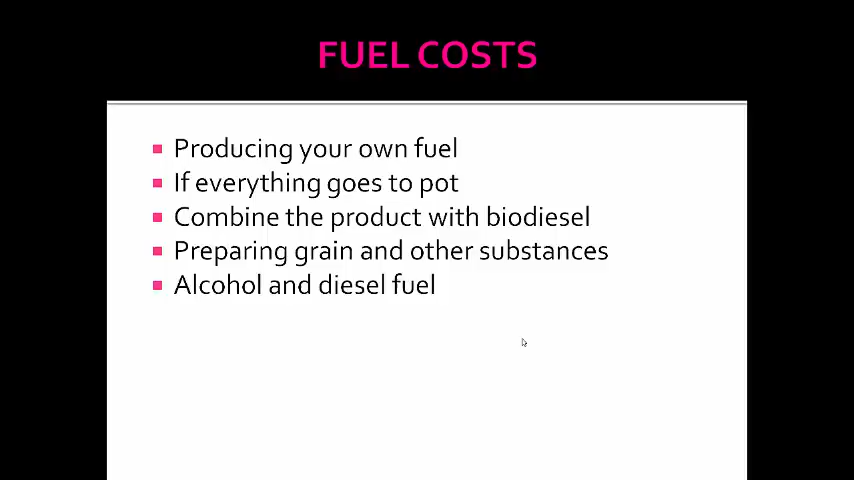 FUEL COSTS
Producing your own fuel
If everything goes to pot
Combine the product with biodiesel
Preparing grain and other substances
Alcohol and diesel fuel